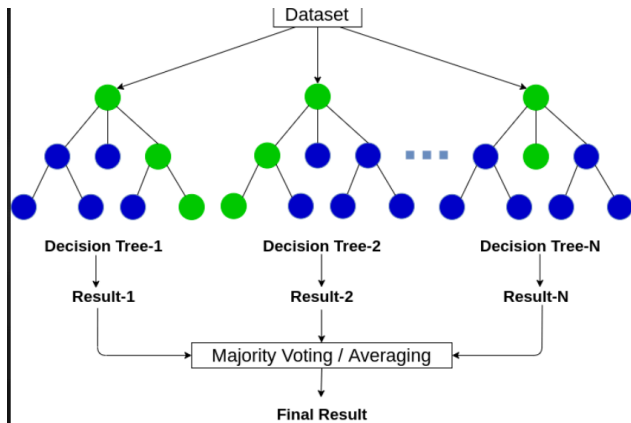 Dataset
Decision Tree-1 Decision Tree-2 Decision Tree-N
Result-1 Result-2 Result-N
Majority Voting / Averaging
Final Result